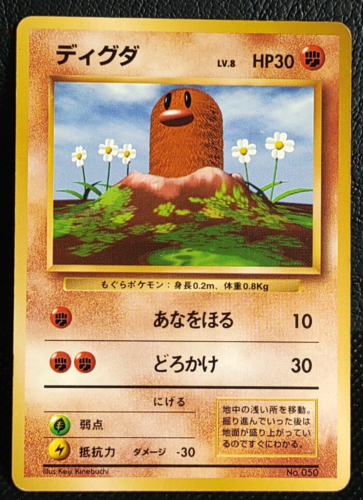 ディグダ LV.8 HP30
もぐらポケモン：身長0.2m、体重0.8Kg
あなをほる 10
どろかけ 30
にげる
弱点
抵抗力 ダメージ -30
地中の浅い所を移動。
掘り進んでいった後は
地面が盛り上がってい
るのですぐにわかる。
Illus. Keiji Kinebuchi No. 050